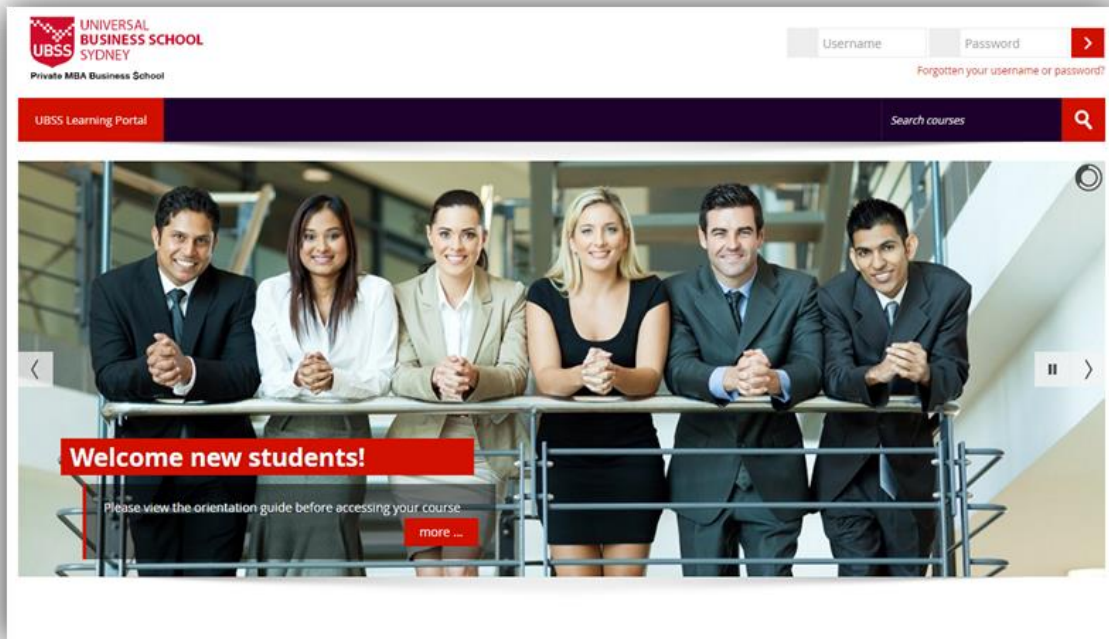 UNIVERSAL
BUSINESS SCHOOL
SYDNEY
UBSS
Private MBA Business School
Username
Password
Forgotten your username or password?
UBSS Learning Portal
Search courses
Welcome new students!
Please view the orientation guide before accessing your course
more ...